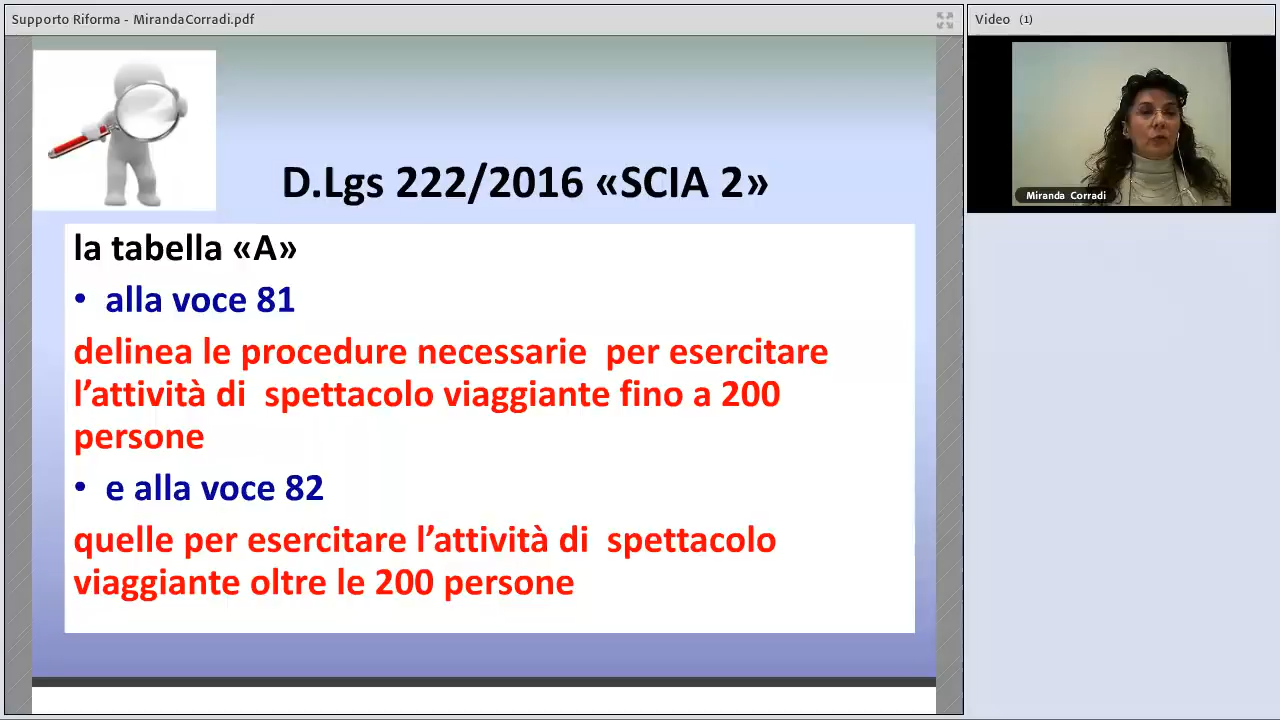 Supporto Riforma - MirandaCorradi.pdf
Video (1)
Miranda Corradi
D.Lgs 222/2016 «SCIA 2»
la tabella «A»
• alla voce 81
delinea le procedure necessarie per esercitare
l’attività di spettacolo viaggiante fino a 200
persone
• e alla voce 82
quelle per esercitare l’attività di spettacolo
viaggiante oltre le 200 persone